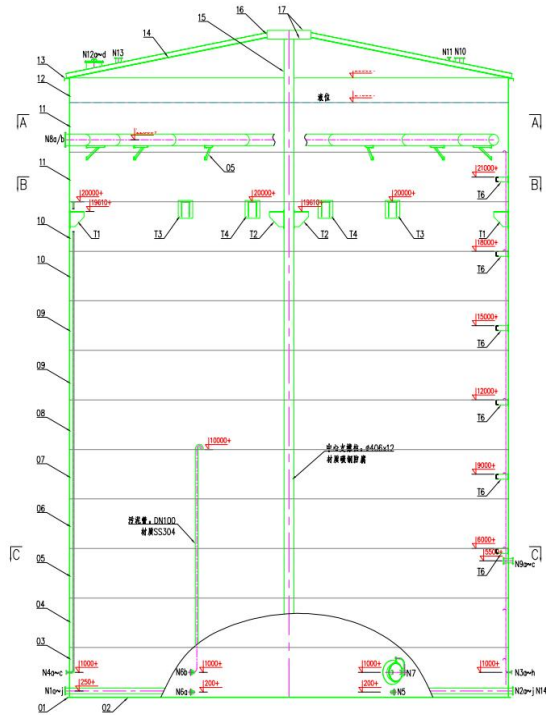 16
17
15
14
N12a~d
N13
N11
N10
13
13
12
液位
11
A
A
N8a/b
05
11
B
B
|21000+
T6
|20000+
|19610+
|20000+
|19610+
|20000+
T1
T3
T4
T2
T2
T4
T3
T1
10
|18000+
T6
10
09
|15000+
T6
09
|12000+
T6
08
|10000+
中心支撑柱：φ406x12
材质碳钢防腐
07
|9000+
T6
污泥管：DN100
材质SS304
06
|6000+
C
C
|5500+
N9a~c
T6
05
04
03
N4a~c
|1000+
N6b
|1000+
|1000+
N7
|1000+
N3a~h
N1a~j
|250+
N6a
|200+
|200+
N5
|200+
N2a~j
N14
01
02